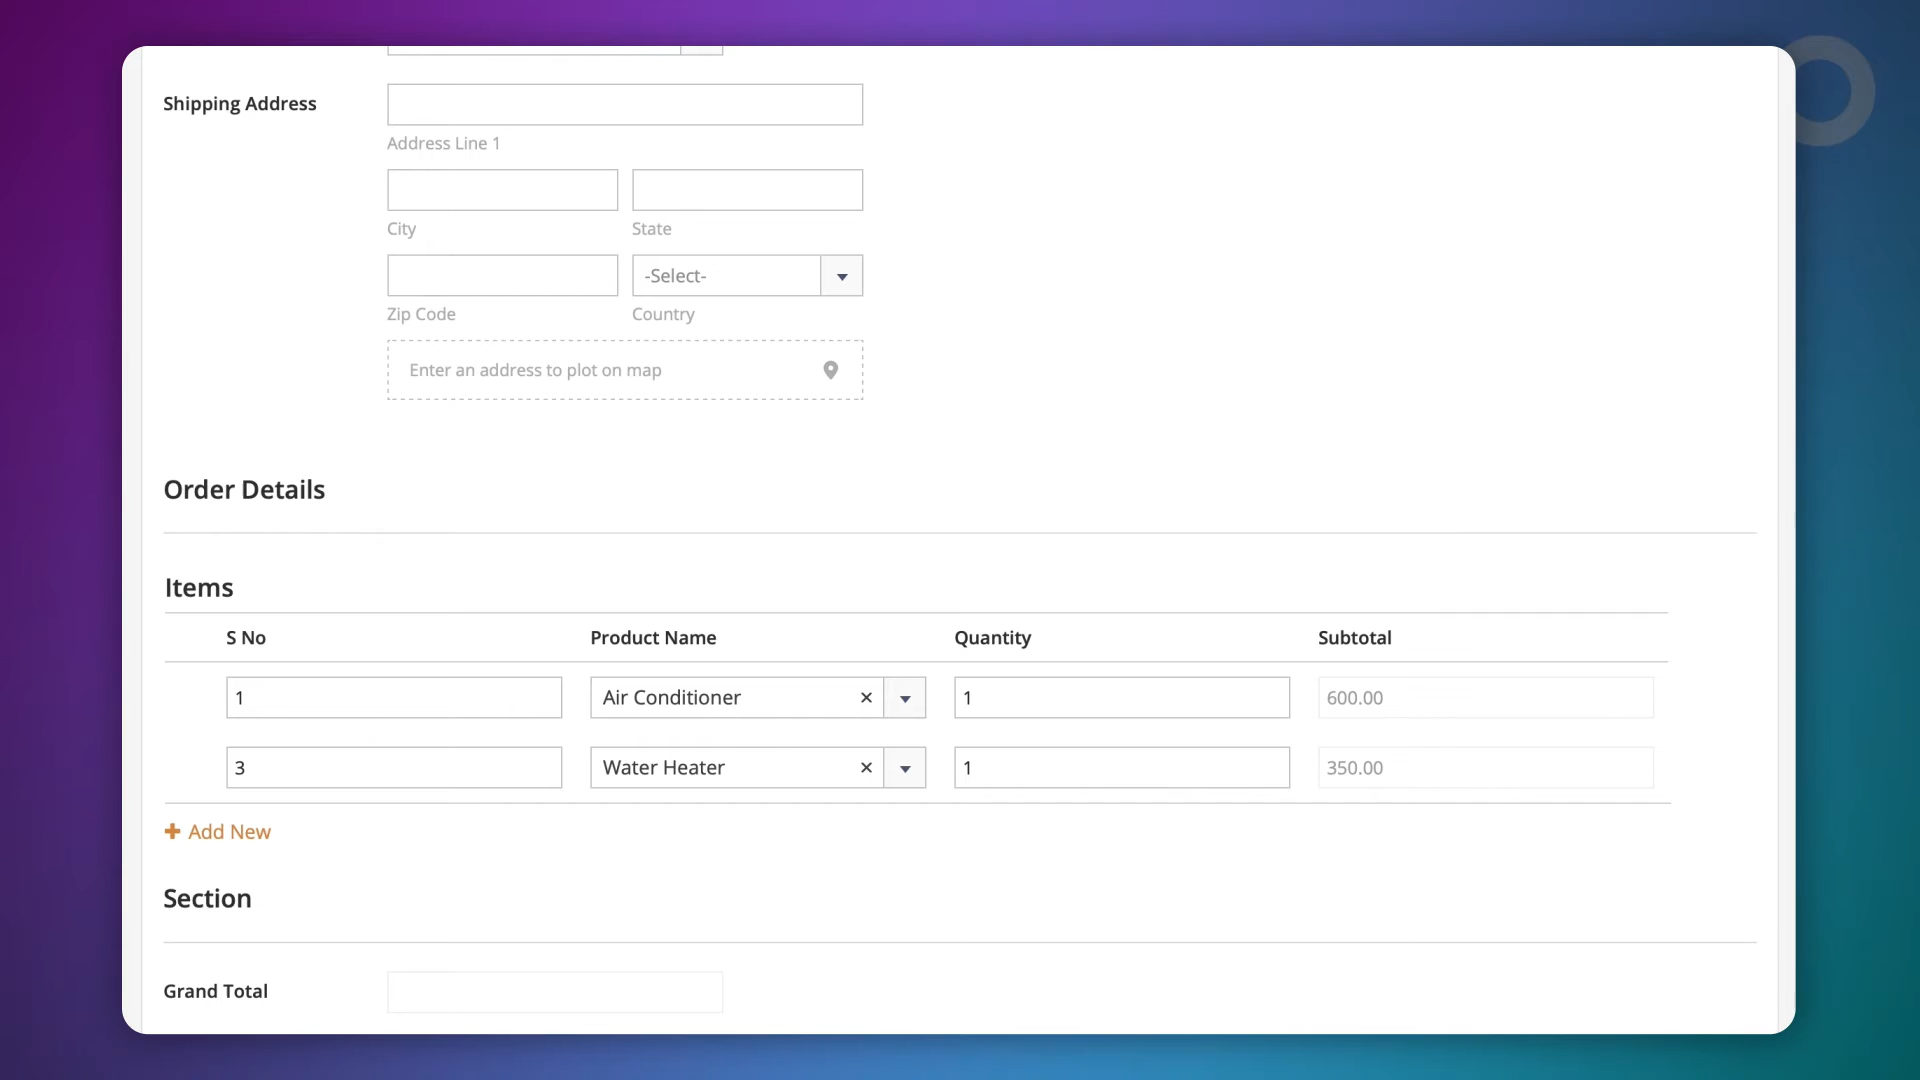 Shipping Address
Address Line 1
City State
-Select-
Zip Code Country
Enter an address to plot on map
Order Details
Items
S No Product Name Quantity Subtotal
1 Air Conditioner × 1 600.00
3 Water Heater × 1 350.00
+ Add New
Section
Grand Total